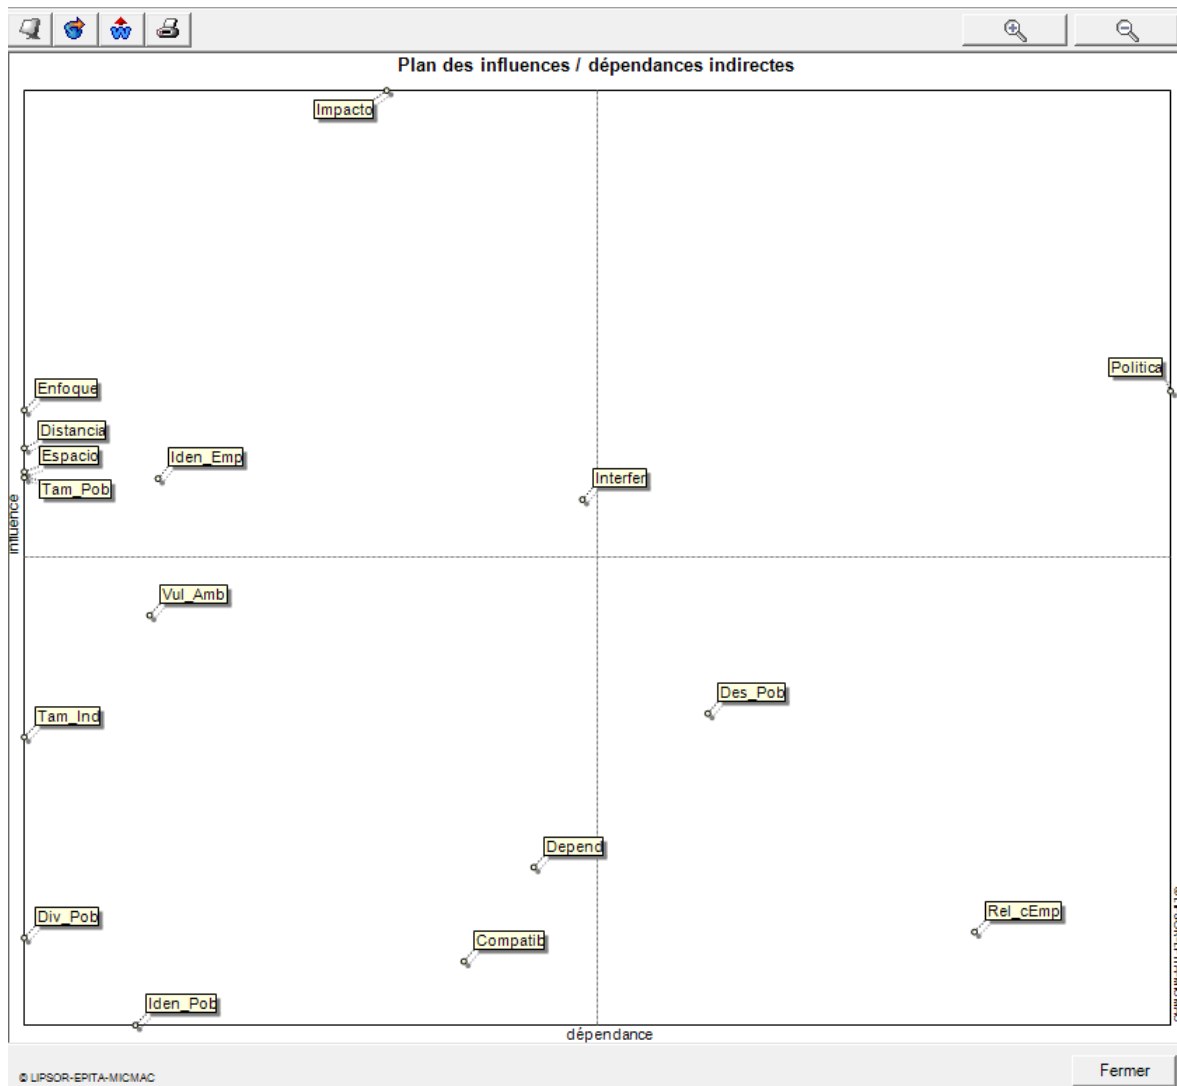 Plan des influences / dépendances indirectes
Impacto
Politica
Enfoque
Distancia
Espacio
Iden_Emp
Tam_Pob
Interfer
influence
Vul_Amb
Des_Pob
Tam_Ind
Depend
Rel_cEmp
Div_Pob
Compatib
Iden_Pob
dépendance
Fermer
© LIPSOR-EPITA-MICMAC